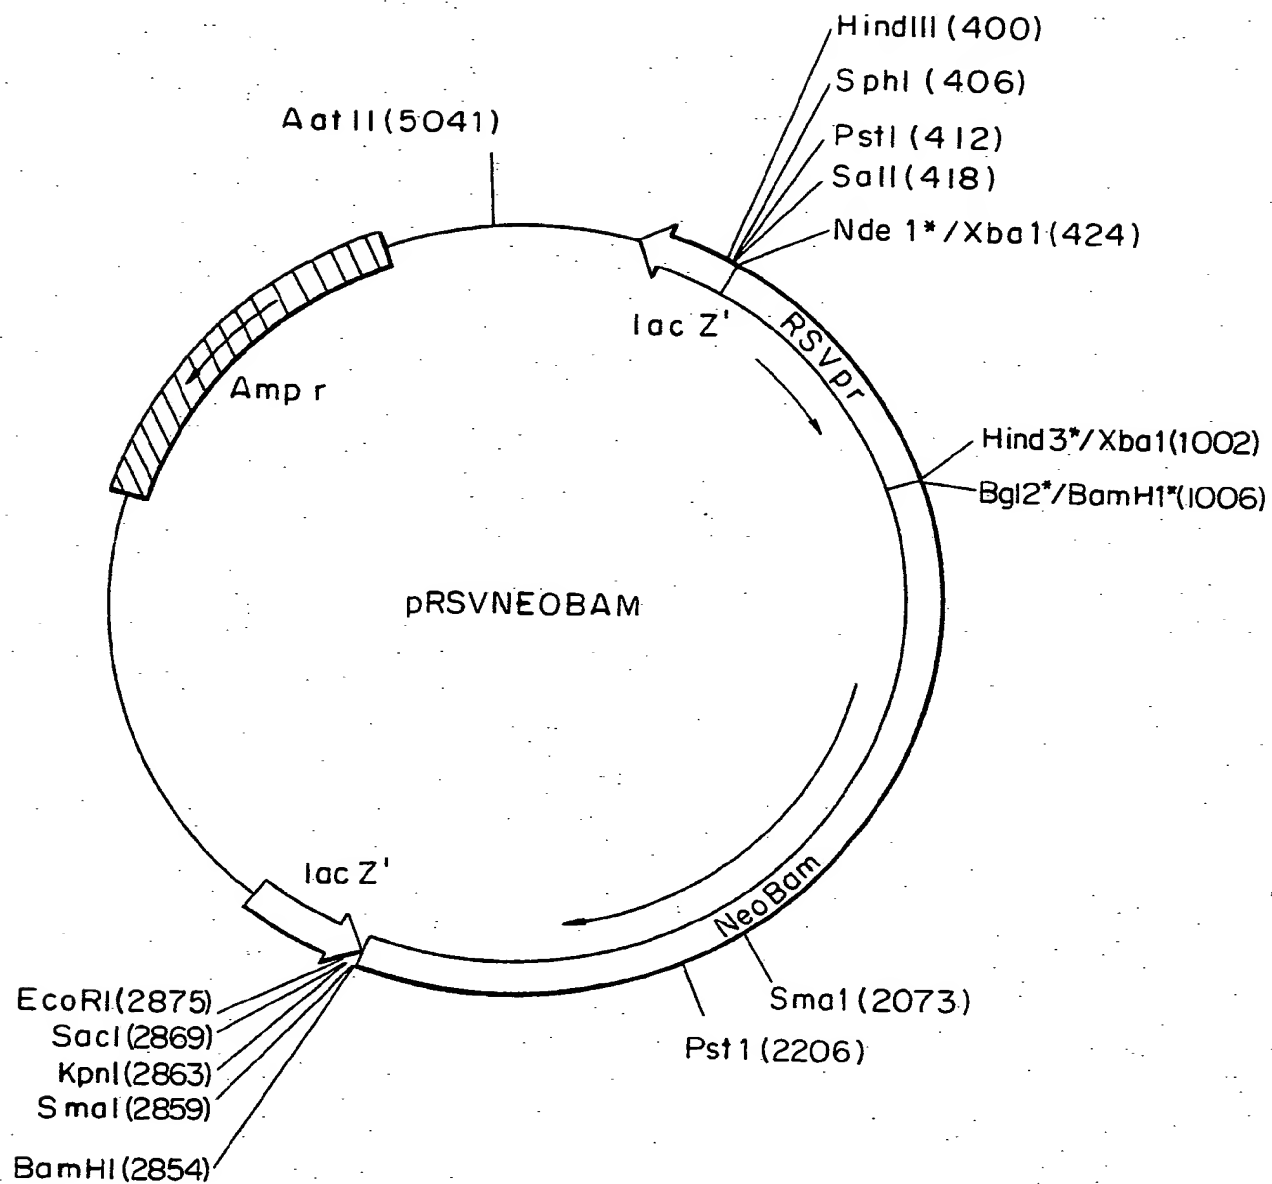 HindIII (400)
SphI (406)
AatII (5041)
PstI (412)
SalI (418)
Nde 1*/Xba1 (424)
lac Z'
RSVpr
Amp r
Hind3*/Xba1(1002)
Bgl2*/BamH1*(1006)
pRSVNEOBAM
lac Z'
NeoBam
EcoRI(2875)
SacI(2869)
KpnI(2863)
SmaI(2859)
BamHI(2854)
Sma1(2073)
Pst1(2206)